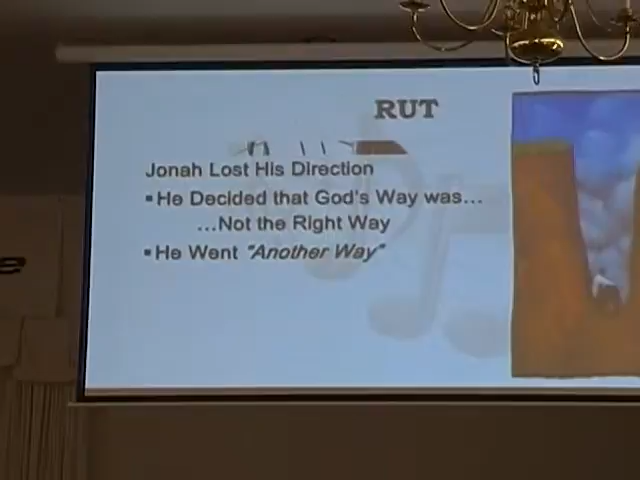 RUT
Jonah Lost His Direction
▪He Decided that God's Way was...
...Not the Right Way
▪He Went "Another Way"
e